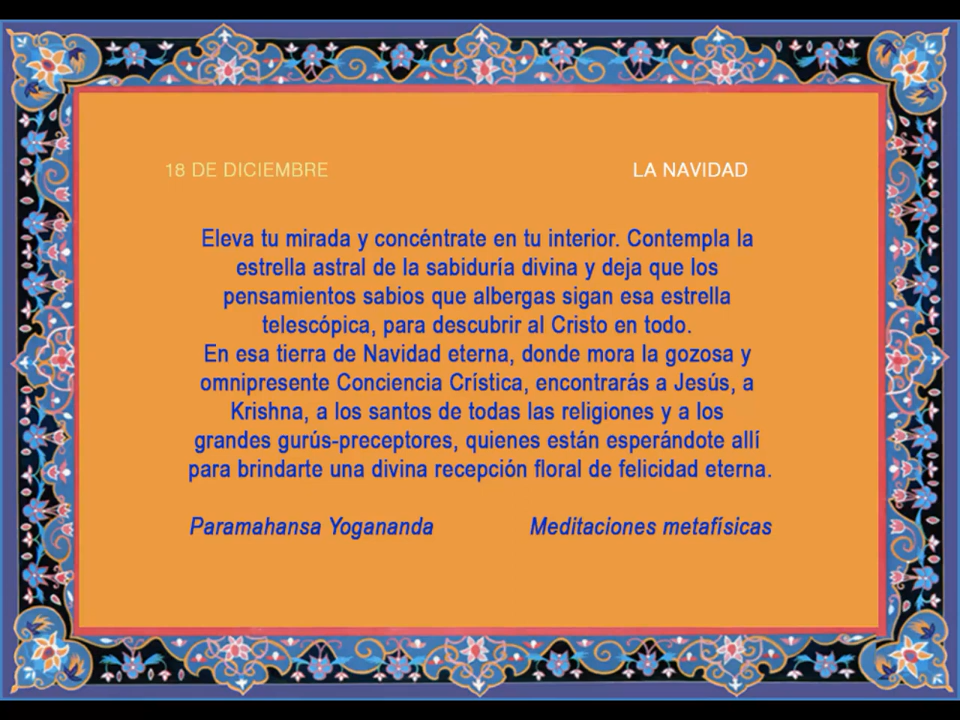 18 DE DICIEMBRE LA NAVIDAD
Eleva tu mirada y concéntrate en tu interior. Contempla la
estrella astral de la sabiduría divina y deja que los
pensamientos sabios que albergas sigan esa estrella
telescópica, para descubrir al Cristo en todo.
En esa tierra de Navidad eterna, donde mora la gozosa y
omnipresente Conciencia Crística, encontrarás a Jesús, a
Krishna, a los santos de todas las religiones y a los
grandes gurús-preceptores, quienes están esperándote allí
para brindarte una divina recepción floral de felicidad eterna.
Paramahansa Yogananda Meditaciones metafísicas